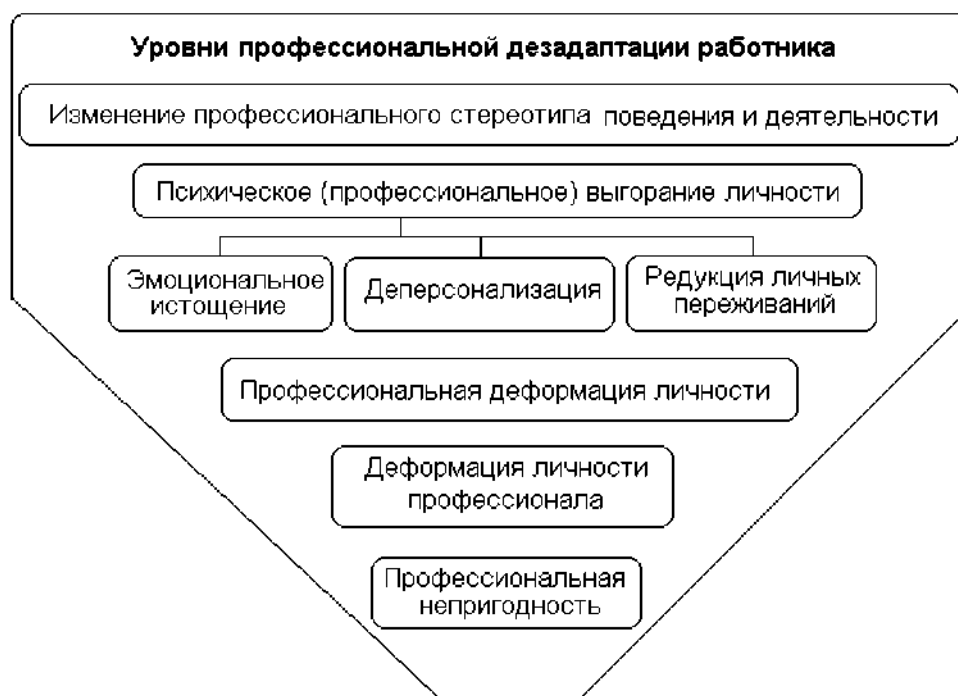 Уровни профессиональной дезадаптации работника
Изменение профессионального стереотипа поведения и деятельности
Психическое (профессиональное) выгорание личности
Эмоциональное
истощение
Деперсонализация
Редукция личных
переживаний
Профессиональная деформация личности
Деформация личности
профессионала
Профессиональная
непригодность